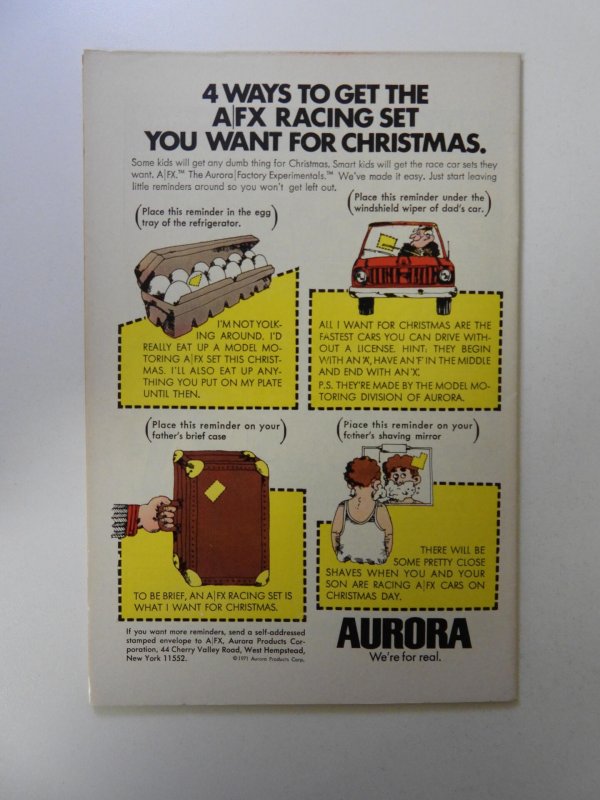 4 WAYS TO GET THE
A|FX RACING SET
YOU WANT FOR CHRISTMAS.
Some kids will get any dumb thing for Christmas. Smart kids will get the race car sets they
want. A|FX.™ The Aurora|Factory Experimentals.™ We've made it easy. Just start leaving
little reminders around so you won't get left out.
(Place this reminder in the egg
tray of the refrigerator.)
I'M NOT YOLK-
ING AROUND. I'D
REALLY EAT UP A MODEL MO-
TORING A|FX SET THIS CHRIST-
MAS. I'LL ALSO EAT UP ANY-
THING YOU PUT ON MY PLATE
UNTIL THEN.
(Place this reminder under the
windshield wiper of dad's car.)
ALL I WANT FOR CHRISTMAS ARE THE
FASTEST CARS YOU CAN DRIVE WITH-
OUT A LICENSE. HINT: THEY BEGIN
WITH AN 'A', HAVE AN 'F' IN THE MIDDLE
AND END WITH AN 'X'.
P.S. THEY'RE MADE BY THE MODEL MO-
TORING DIVISION OF AURORA.
(Place this reminder on your
father's brief case)
TO BE BRIEF, AN A|FX RACING SET IS
WHAT I WANT FOR CHRISTMAS.
(Place this reminder on your
father's shaving mirror)
THERE WILL BE
SOME PRETTY CLOSE
SHAVES WHEN YOU AND YOUR
SON ARE RACING A|FX CARS ON
CHRISTMAS DAY.
If you want more reminders, send a self-addressed
stamped envelope to A|FX, Aurora Products Cor-
poration, 44 Cherry Valley Road, West Hempstead,
New York 11552.
©1971 Aurora Products Corp.
AURORA
We're for real.